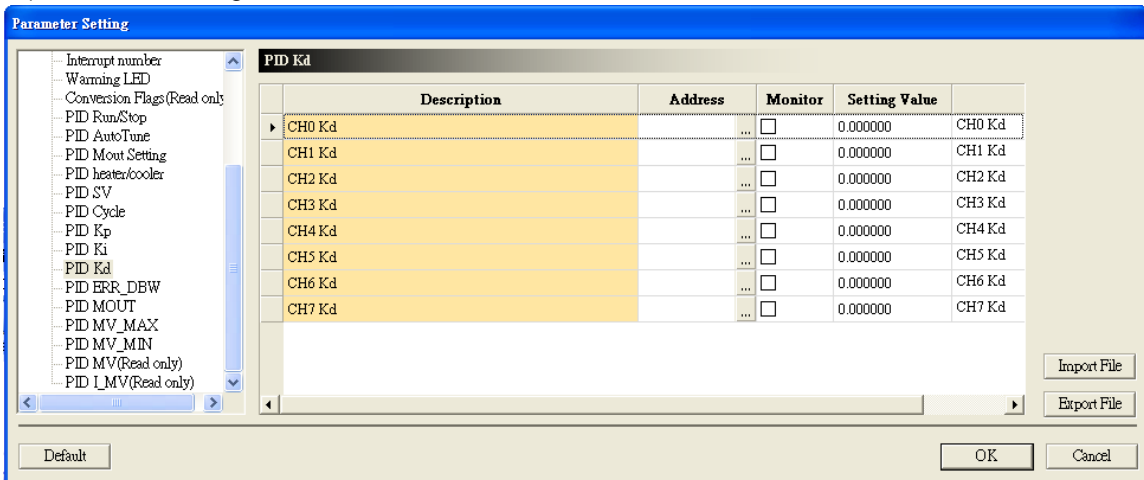 Parameter Setting
Interrupt number
Warning LED
Conversion Flags(Read only
PID Run/Stop
PID AutoTune
PID Mout Setting
PID heater/cooler
PID SV
PID Cycle
PID Kp
PID Ki
PID Kd
PID ERR_DBW
PID MOUT
PID MV_MAX
PID MV_MIN
PID MV(Read only)
PID I_MV(Read only)
PID Kd
Description Address Monitor Setting Value
CH0 Kd ... 0.000000 CH0 Kd
CH1 Kd ... 0.000000 CH1 Kd
CH2 Kd ... 0.000000 CH2 Kd
CH3 Kd ... 0.000000 CH3 Kd
CH4 Kd ... 0.000000 CH4 Kd
CH5 Kd ... 0.000000 CH5 Kd
CH6 Kd ... 0.000000 CH6 Kd
CH7 Kd ... 0.000000 CH7 Kd
Import File
Export File
Default OK Cancel